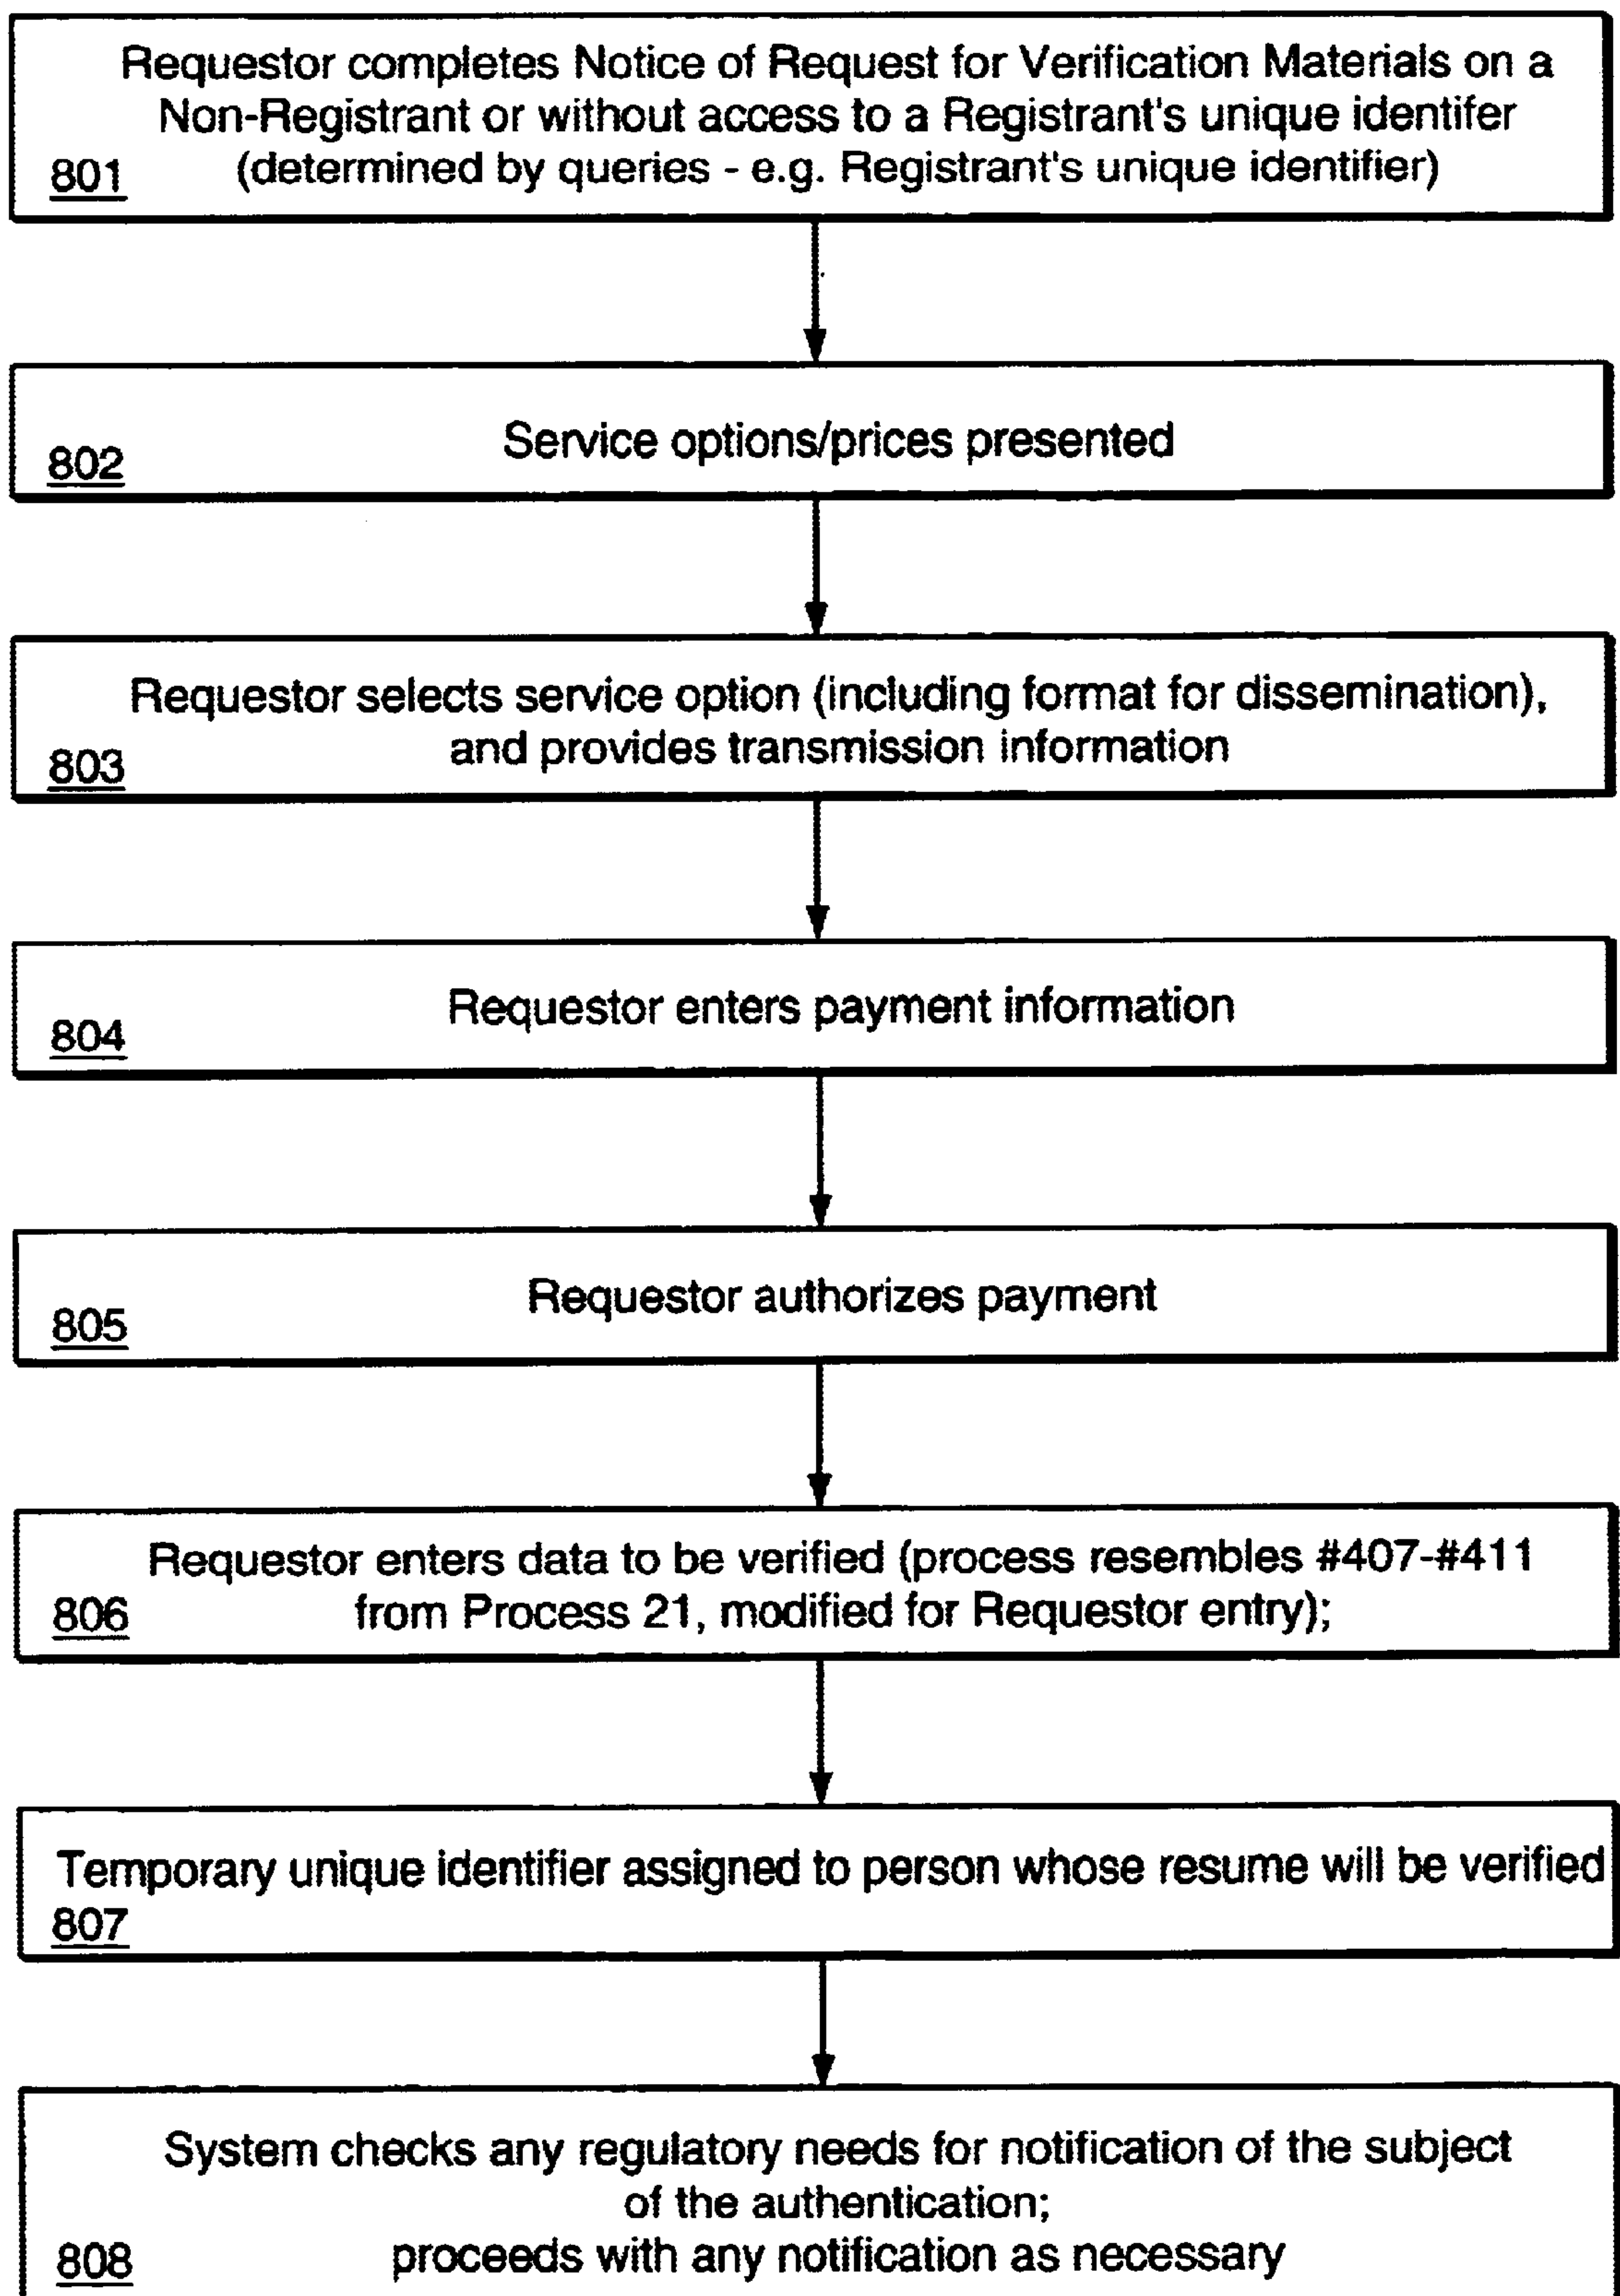 Requestor completes Notice of Request for Verification Materials on a
Non-Registrant or without access to a Registrant's unique identifer
801 (determined by queries - e.g. Registrant's unique identifier)
Service options/prices presented
802
Requestor selects service option (including format for dissemination),
and provides transmission information
803
Requestor enters payment information
804
Requestor authorizes payment
805
Requestor enters data to be verified (process resembles #407-#411
806 from Process 21, modified for Requestor entry);
Temporary unique identifier assigned to person whose resume will be verified
807
System checks any regulatory needs for notification of the subject
of the authentication;
808 proceeds with any notification as necessary